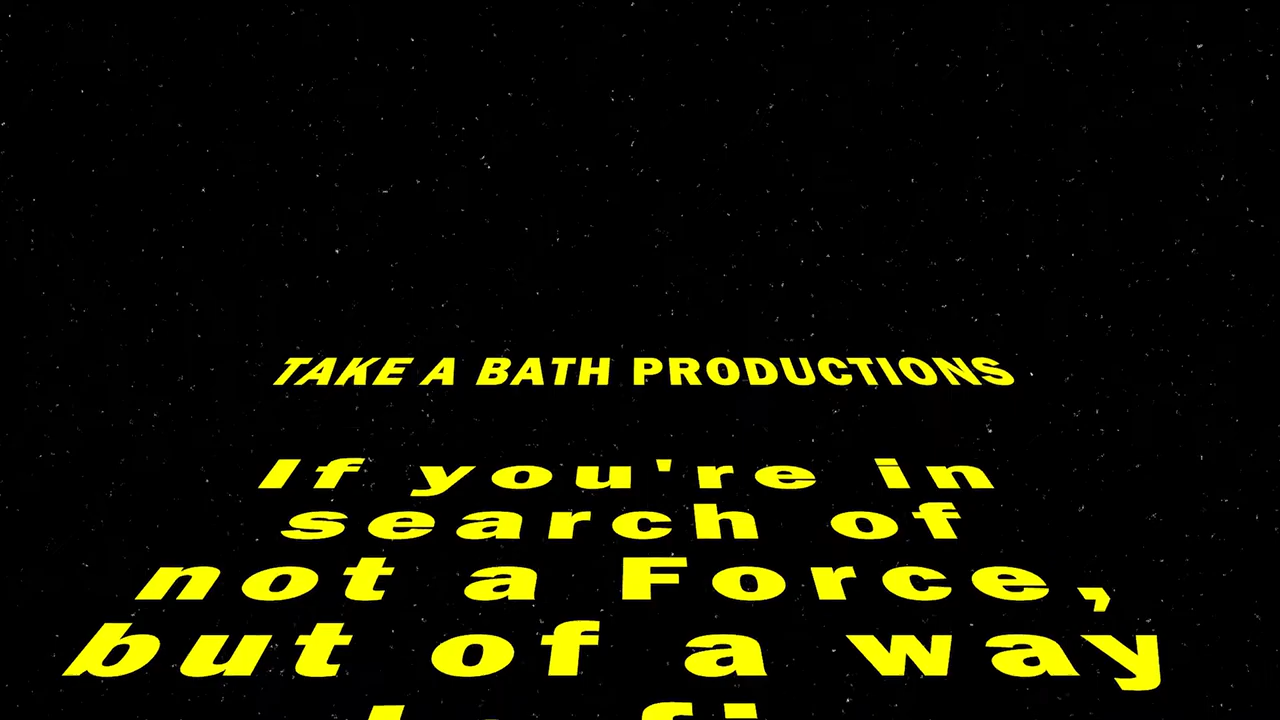 TAKE A BATH PRODUCTIONS
If you're in
search of
not a Force,
but of a way